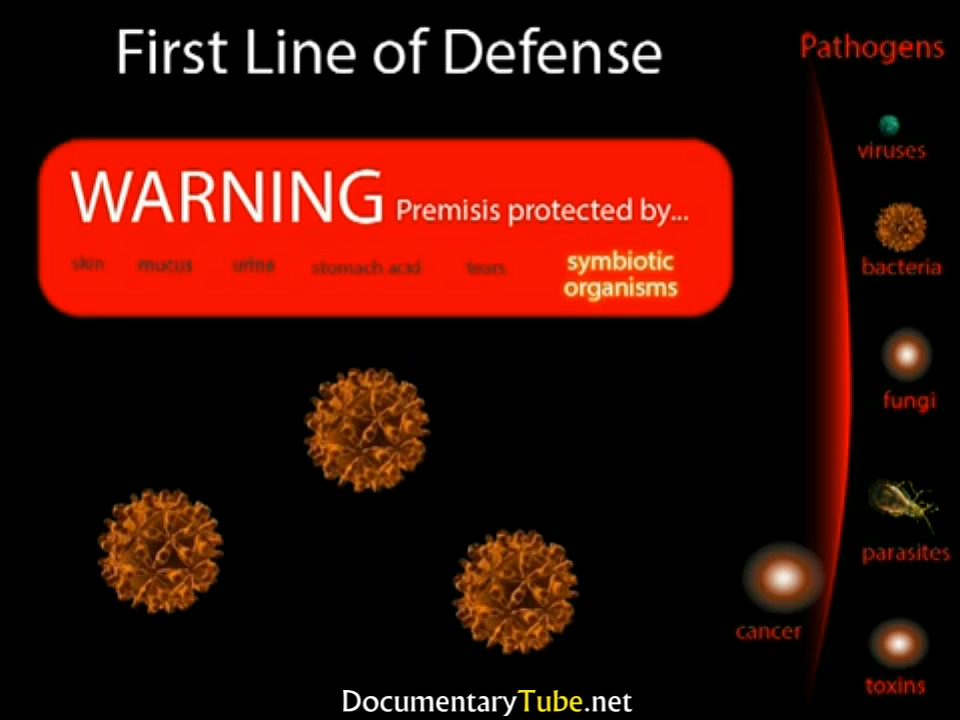 First Line of Defense
Pathogens
WARNING Premisis protected by...
skin mucus urine stomach acid tears symbiotic
organisms
viruses
bacteria
fungi
parasites
cancer
toxins
DocumentaryTube.net